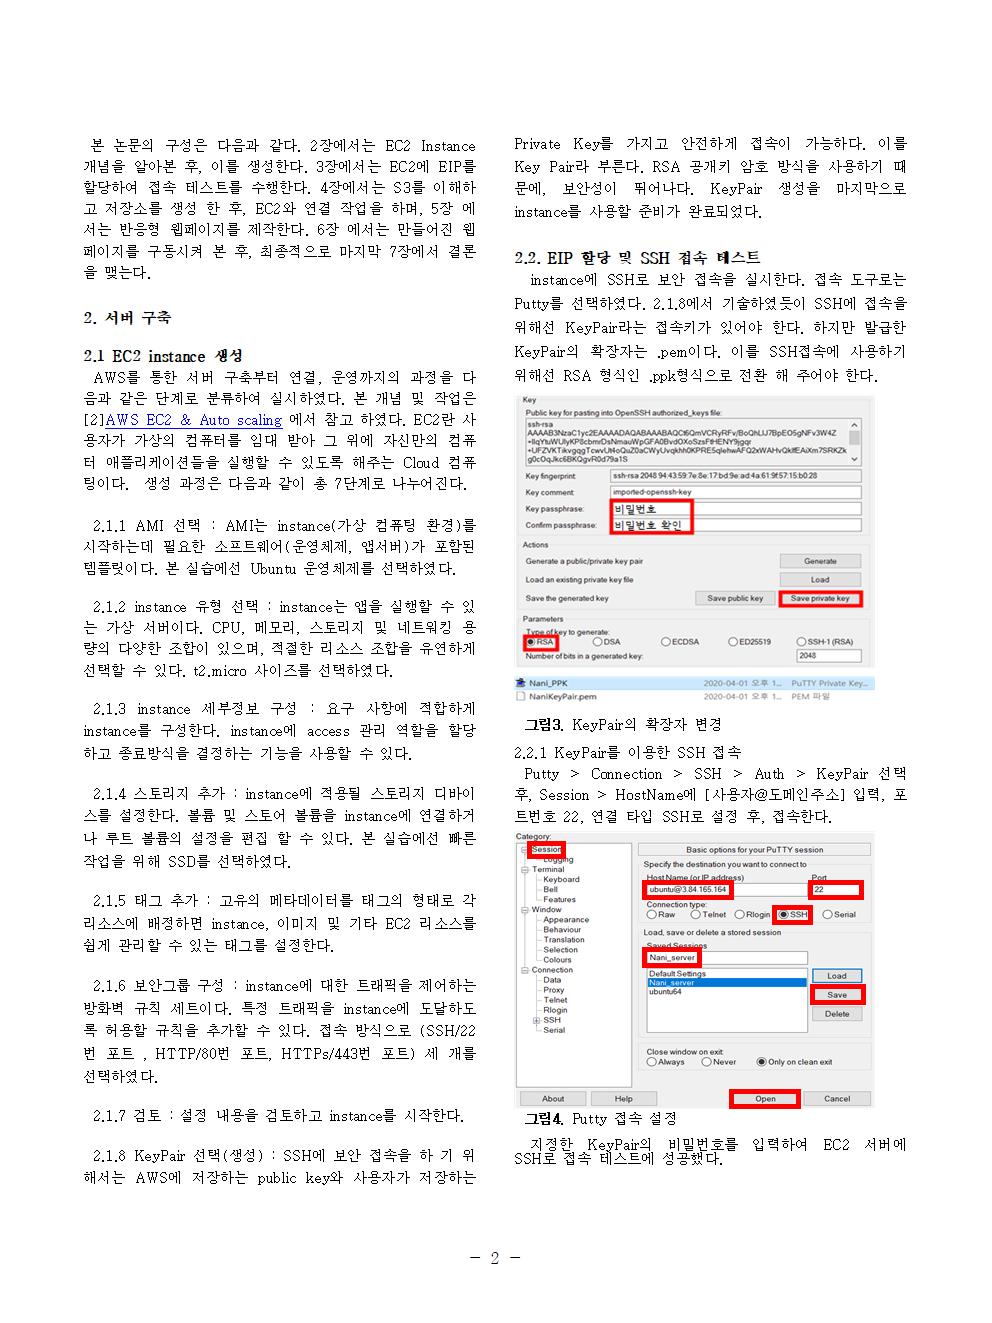 본 논문의 구성은 다음과 같다. 2장에서는 EC2 Instance
개념을 알아본 후, 이를 생성한다. 3장에서는 EC2에 EIP를
할당하여 접속 테스트를 수행한다. 4장에서는 S3를 이해하
고 저장소를 생성 한 후, EC2와 연결 작업을 하며, 5장 에
서는 반응형 웹페이지를 제작한다. 6장 에서는 만들어진 웹
페이지를 구동시켜 본 후, 최종적으로 마지막 7장에서 결론
을 맺는다.
2. 서버 구축
2.1 EC2 instance 생성
AWS를 통한 서버 구축부터 연결, 운영까지의 과정을 다
음과 같은 단계로 분류하여 실시하였다. 본 개념 및 작업은
[2]AWS EC2 & Auto scaling 에서 참고 하였다. EC2란 사
용자가 가상의 컴퓨터를 임대 받아 그 위에 자신만의 컴퓨
터 애플리케이션들을 실행할 수 있도록 해주는 Cloud 컴퓨
팅이다. 생성 과정은 다음과 같이 총 7단계로 나누어진다.
2.1.1 AMI 선택 : AMI는 instance(가상 컴퓨팅 환경)를
시작하는데 필요한 소프트웨어(운영체제, 앱서버)가 포함된
템플릿이다. 본 실습에선 Ubuntu 운영체제를 선택하였다.
2.1.2 instance 유형 선택 : instance는 앱을 실행할 수 있
는 가상 서버이다. CPU, 메모리, 스토리지 및 네트워킹 용
량의 다양한 조합이 있으며, 적절한 리소스 조합을 유연하게
선택할 수 있다. t2.micro 사이즈를 선택하였다.
2.1.3 instance 세부정보 구성 : 요구 사항에 적합하게
instance를 구성한다. instance에 access 관리 역할을 할당
하고 종료방식을 결정하는 기능을 사용할 수 있다.
2.1.4 스토리지 추가 : instance에 적용될 스토리지 디바이
스를 설정한다. 볼륨 및 스토어 볼륨을 instance에 연결하거
나 루트 볼륨의 설정을 편집 할 수 있다. 본 실습에선 빠른
작업을 위해 SSD를 선택하였다.
2.1.5 태그 추가 : 고유의 메타데이터를 태그의 형태로 각
리소스에 배정하면 instance, 이미지 및 기타 EC2 리소스를
쉽게 관리할 수 있는 태그를 설정한다.
2.1.6 보안그룹 구성 : instance에 대한 트래픽을 제어하는
방화벽 규칙 세트이다. 특정 트래픽을 instance에 도달하도
록 허용할 규칙을 추가할 수 있다. 접속 방식으로 (SSH/22
번 포트 , HTTP/80번 포트, HTTPs/443번 포트) 세 개를
선택하였다.
2.1.7 검토 : 설정 내용을 검토하고 instance를 시작한다.
2.1.8 KeyPair 선택(생성) : SSH에 보안 접속을 하 기 위
해서는 AWS에 저장하는 public key와 사용자가 저장하는
Private Key를 가지고 안전하게 접속이 가능하다. 이를
Key Pair라 부른다. RSA 공개키 암호 방식을 사용하기 때
문에, 보안성이 뛰어나다. KeyPair 생성을 마지막으로
instance를 사용할 준비가 완료되었다.
2.2. EIP 할당 및 SSH 접속 테스트
instance에 SSH로 보안 접속을 실시한다. 접속 도구로는
Putty를 선택하였다. 2.1.8에서 기술하였듯이 SSH에 접속을
위해선 KeyPair라는 접속키가 있어야 한다. 하지만 발급한
KeyPair의 확장자는 .pem이다. 이를 SSH접속에 사용하기
위해선 RSA 형식인 .ppk형식으로 전환 해 주어야 한다.
Key
Public key for pasting into OpenSSH authorized_keys file:
ssh-rsa
Key fingerprint: ssh-rsa 2048 94:43:59:7e:8e:17:bd:9e:ad:4a:61:9f:57:15:b0:28
Key comment: imported-openssh-key
Key passphrase: 비밀번호
Confirm passphrase: 비밀번호 확인
Actions
Generate a public/private key pair Generate
Load an existing private key file Load
Save the generated key Save public key Save private key
Parameters
Type of key to generate:
RSA DSA ECDSA ED25519 SSH-1 (RSA)
Number of bits in a generated key: 2048
Nani_PPK 2020-04-01 오후 1... PuTTY Private Key...
NaniKeyPair.pem 2020-04-01 오후 1... PEM 파일
그림3. KeyPair의 확장자 변경
2.2.1 KeyPair를 이용한 SSH 접속
Putty > Connection > SSH > Auth > KeyPair 선택
후, Session > HostName에 [사용자@도메인주소] 입력, 포
트번호 22, 연결 타입 SSH로 설정 후, 접속한다.
Category:
Session
Logging
Terminal
Keyboard
Bell
Features
Window
Appearance
Behaviour
Translation
Selection
Colours
Connection
Data
Proxy
Telnet
Rlogin
SSH
Serial
Basic options for your PuTTY session
Specify the destination you want to connect to
Host Name (or IP address) Port
ubuntu@3.84.165.164 22
Connection type:
Raw Telnet Rlogin SSH Serial
Load, save or delete a stored session
Saved Sessions
Nani_server
Default Settings
Nani_server
ubuntu64
Load
Save
Delete
Close window on exit:
Always Never Only on clean exit
About Help Open Cancel
그림4. Putty 접속 설정
지정한 KeyPair의 비밀번호를 입력하여 EC2 서버에
SSH로 접속 테스트에 성공했다.
- 2 -